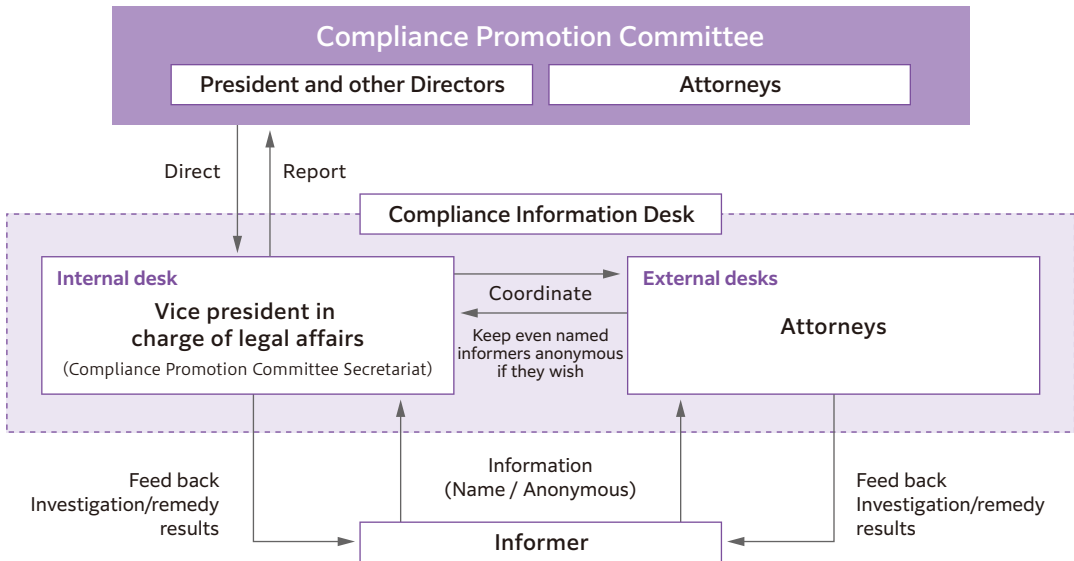 Compliance Promotion Committee
President and other Directors
Attorneys
Direct
Report
Compliance Information Desk
Internal desk
Vice president in
charge of legal affairs
(Compliance Promotion Committee Secretariat)
Coordinate
Keep even named
informers anonymous
if they wish
External desks
Attorneys
Feed back
Investigation/remedy
results
Information
(Name / Anonymous)
Feed back
Investigation/remedy
results
Informer